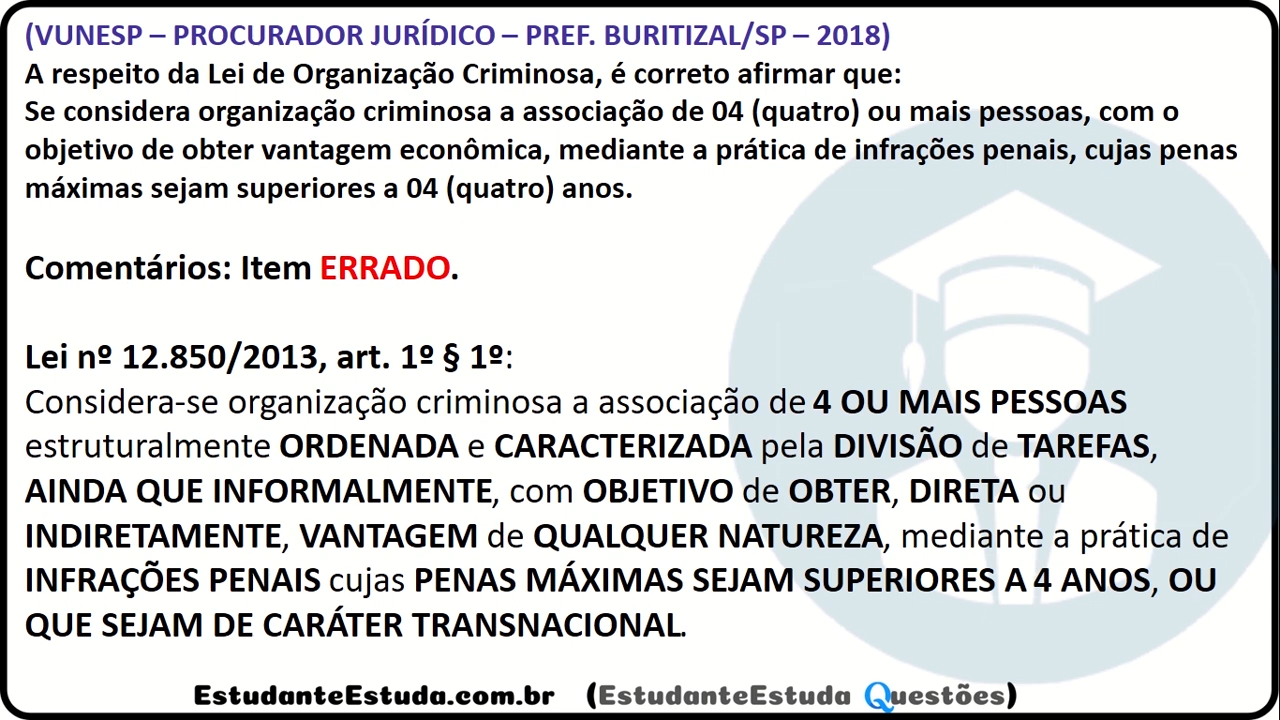 (VUNESP – PROCURADOR JURÍDICO – PREF. BURITIZAL/SP – 2018)
A respeito da Lei de Organização Criminosa, é correto afirmar que:
Se considera organização criminosa a associação de 04 (quatro) ou mais pessoas, com o
objetivo de obter vantagem econômica, mediante a prática de infrações penais, cujas penas
máximas sejam superiores a 04 (quatro) anos.
Comentários: Item ERRADO.
Lei nº 12.850/2013, art. 1º § 1º:
Considera-se organização criminosa a associação de 4 OU MAIS PESSOAS
estruturalmente ORDENADA e CARACTERIZADA pela DIVISÃO de TAREFAS,
AINDA QUE INFORMALMENTE, com OBJETIVO de OBTER, DIRETA ou
INDIRETAMENTE, VANTAGEM de QUALQUER NATUREZA, mediante a prática de
INFRAÇÕES PENAIS cujas PENAS MÁXIMAS SEJAM SUPERIORES A 4 ANOS, OU
QUE SEJAM DE CARÁTER TRANSNACIONAL.
EstudanteEstuda.com.br (EstudanteEstuda Questões)